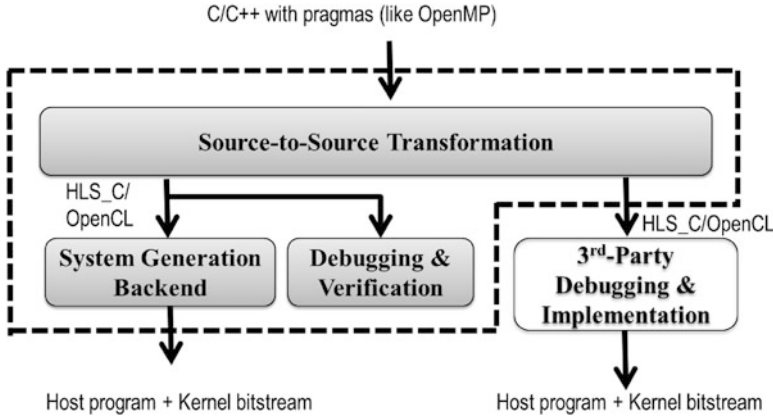 C/C++ with pragmas (like OpenMP)
Source-to-Source Transformation
HLS_C/
OpenCL
HLS_C/OpenCL
System Generation
Backend
Debugging &
Verification
3rd-Party
Debugging &
Implementation
Host program + Kernel bitstream
Host program + Kernel bitstream